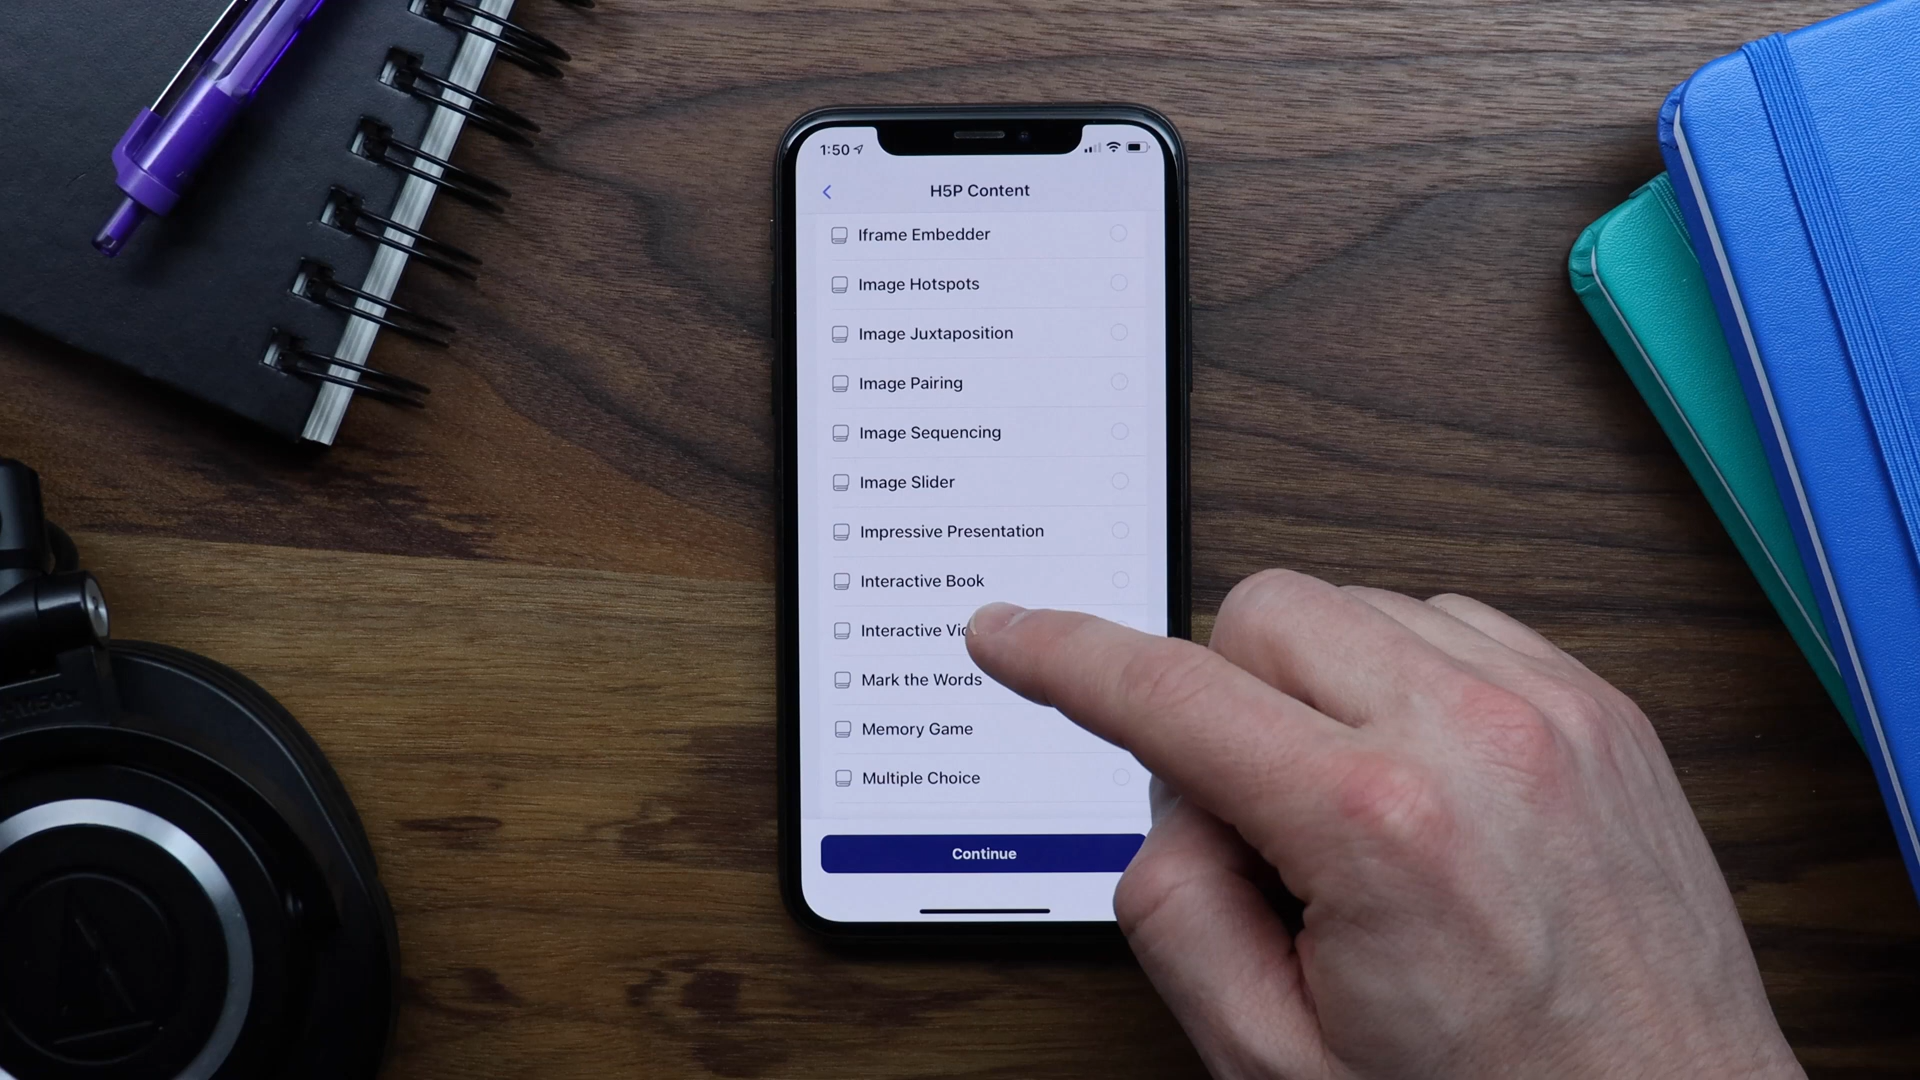 1:50
H5P Content
Iframe Embedder
Image Hotspots
Image Juxtaposition
Image Pairing
Image Sequencing
Image Slider
Impressive Presentation
Interactive Book
Interactive
Mark the Words
Memory Game
Multiple Choice
Continue